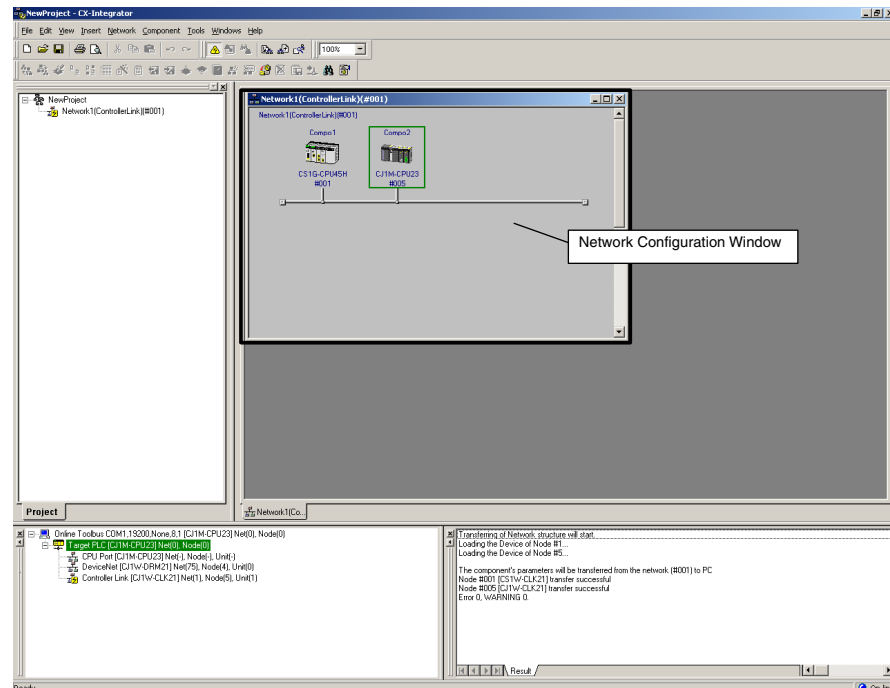 NewProject - CX-Integrator
File Edit View Insert Network Component Tools Windows Help
100%
NewProject
Network1(ControllerLink)(#001)
Network1(ControllerLink)(#001)
Network1(ControllerLink)(#001)
Compo1 Compo2
CS1G-CPU45H CJ1M-CPU23
#001 #005
Network Configuration Window
Project
Network1(Co...
Online Toolbus COM1,19200,None,8,1 [CJ1M-CPU23] Net(0), Node(0)
Target PLC [CJ1M-CPU23] Net(0), Node(0)
CPU Port [CJ1M-CPU23] Net(-), Node(-), Unit(-)
DeviceNet [CJ1W-DRM21] Net(75), Node(4), Unit(0)
Controller Link [CJ1W-CLK21] Net(1), Node(5), Unit(1)
Transferring of Network structure will start.
Loading the Device of Node #1...
Loading the Device of Node #5...
The component's parameters will be transferred from the network (#001) to PC
Node #001 [CS1W-CLK21] transfer successful
Node #005 [CJ1W-CLK21] transfer successful
Error 0, WARNING 0.
Result
Ready